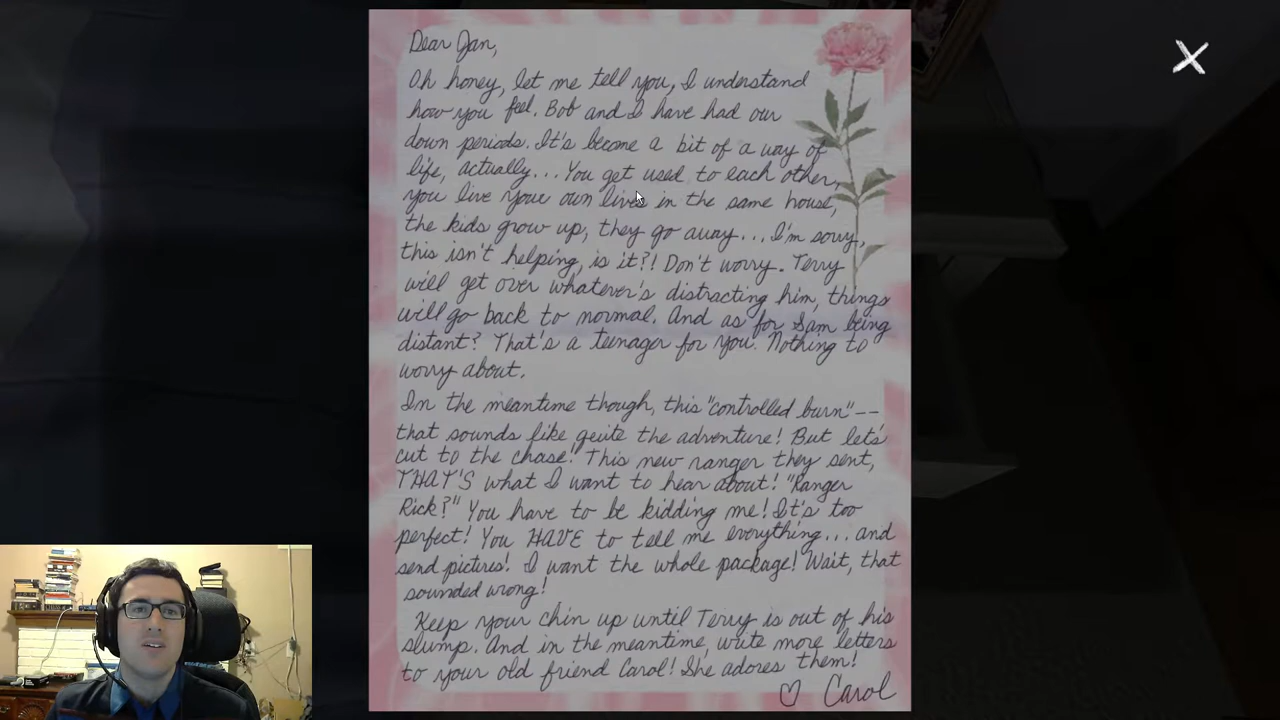 Dear Jan,
Oh honey, let me tell you, I understand
how you feel. Bob and I have had our
down periods. It's become a bit of a way of
life, actually... You get used to each other,
you live your own lives in the same house,
the kids grow up, they go away... I'm sorry,
this isn't helping, is it?! Don't worry. Terry
will get over whatever's distracting him, things
will go back to normal. And as for Sam being
distant? That's a teenager for you. Nothing to
worry about.
In the meantime though, this "controlled burn"--
that sounds like quite the adventure! But let's
cut to the chase! This new ranger they sent,
THAT'S what I want to hear about! "Ranger
Rick?" You have to be kidding me! It's too
perfect! You HAVE to tell me everything... and
send pictures! I want the whole package! Wait, that
sounded wrong!
Keep your chin up until Terry is out of his
slump. And in the meantime, write more letters
to your old friend Carol! She adores them!
♡ Carol